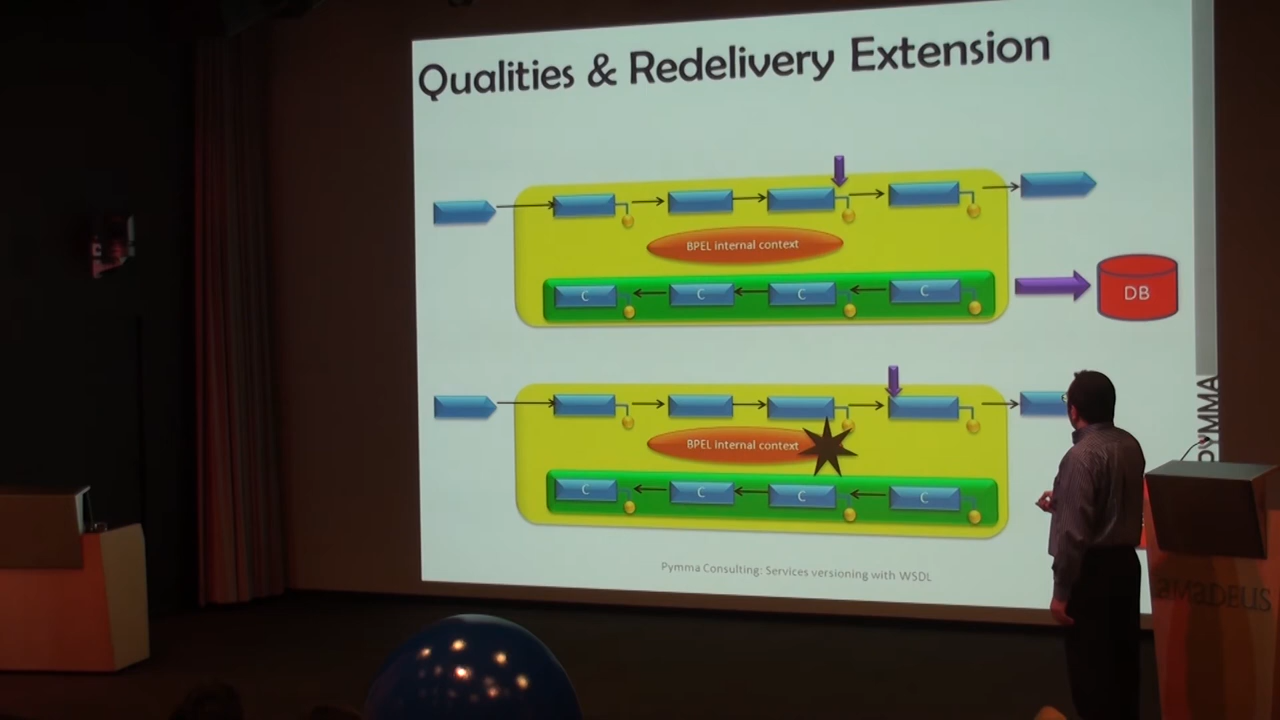 Qualities & Redelivery Extension
BPEL internal context
C
C
C
C
DB
BPEL internal context
C
C
C
C
PYMMA
Pymma Consulting: Services versioning with WSDL
amadeus